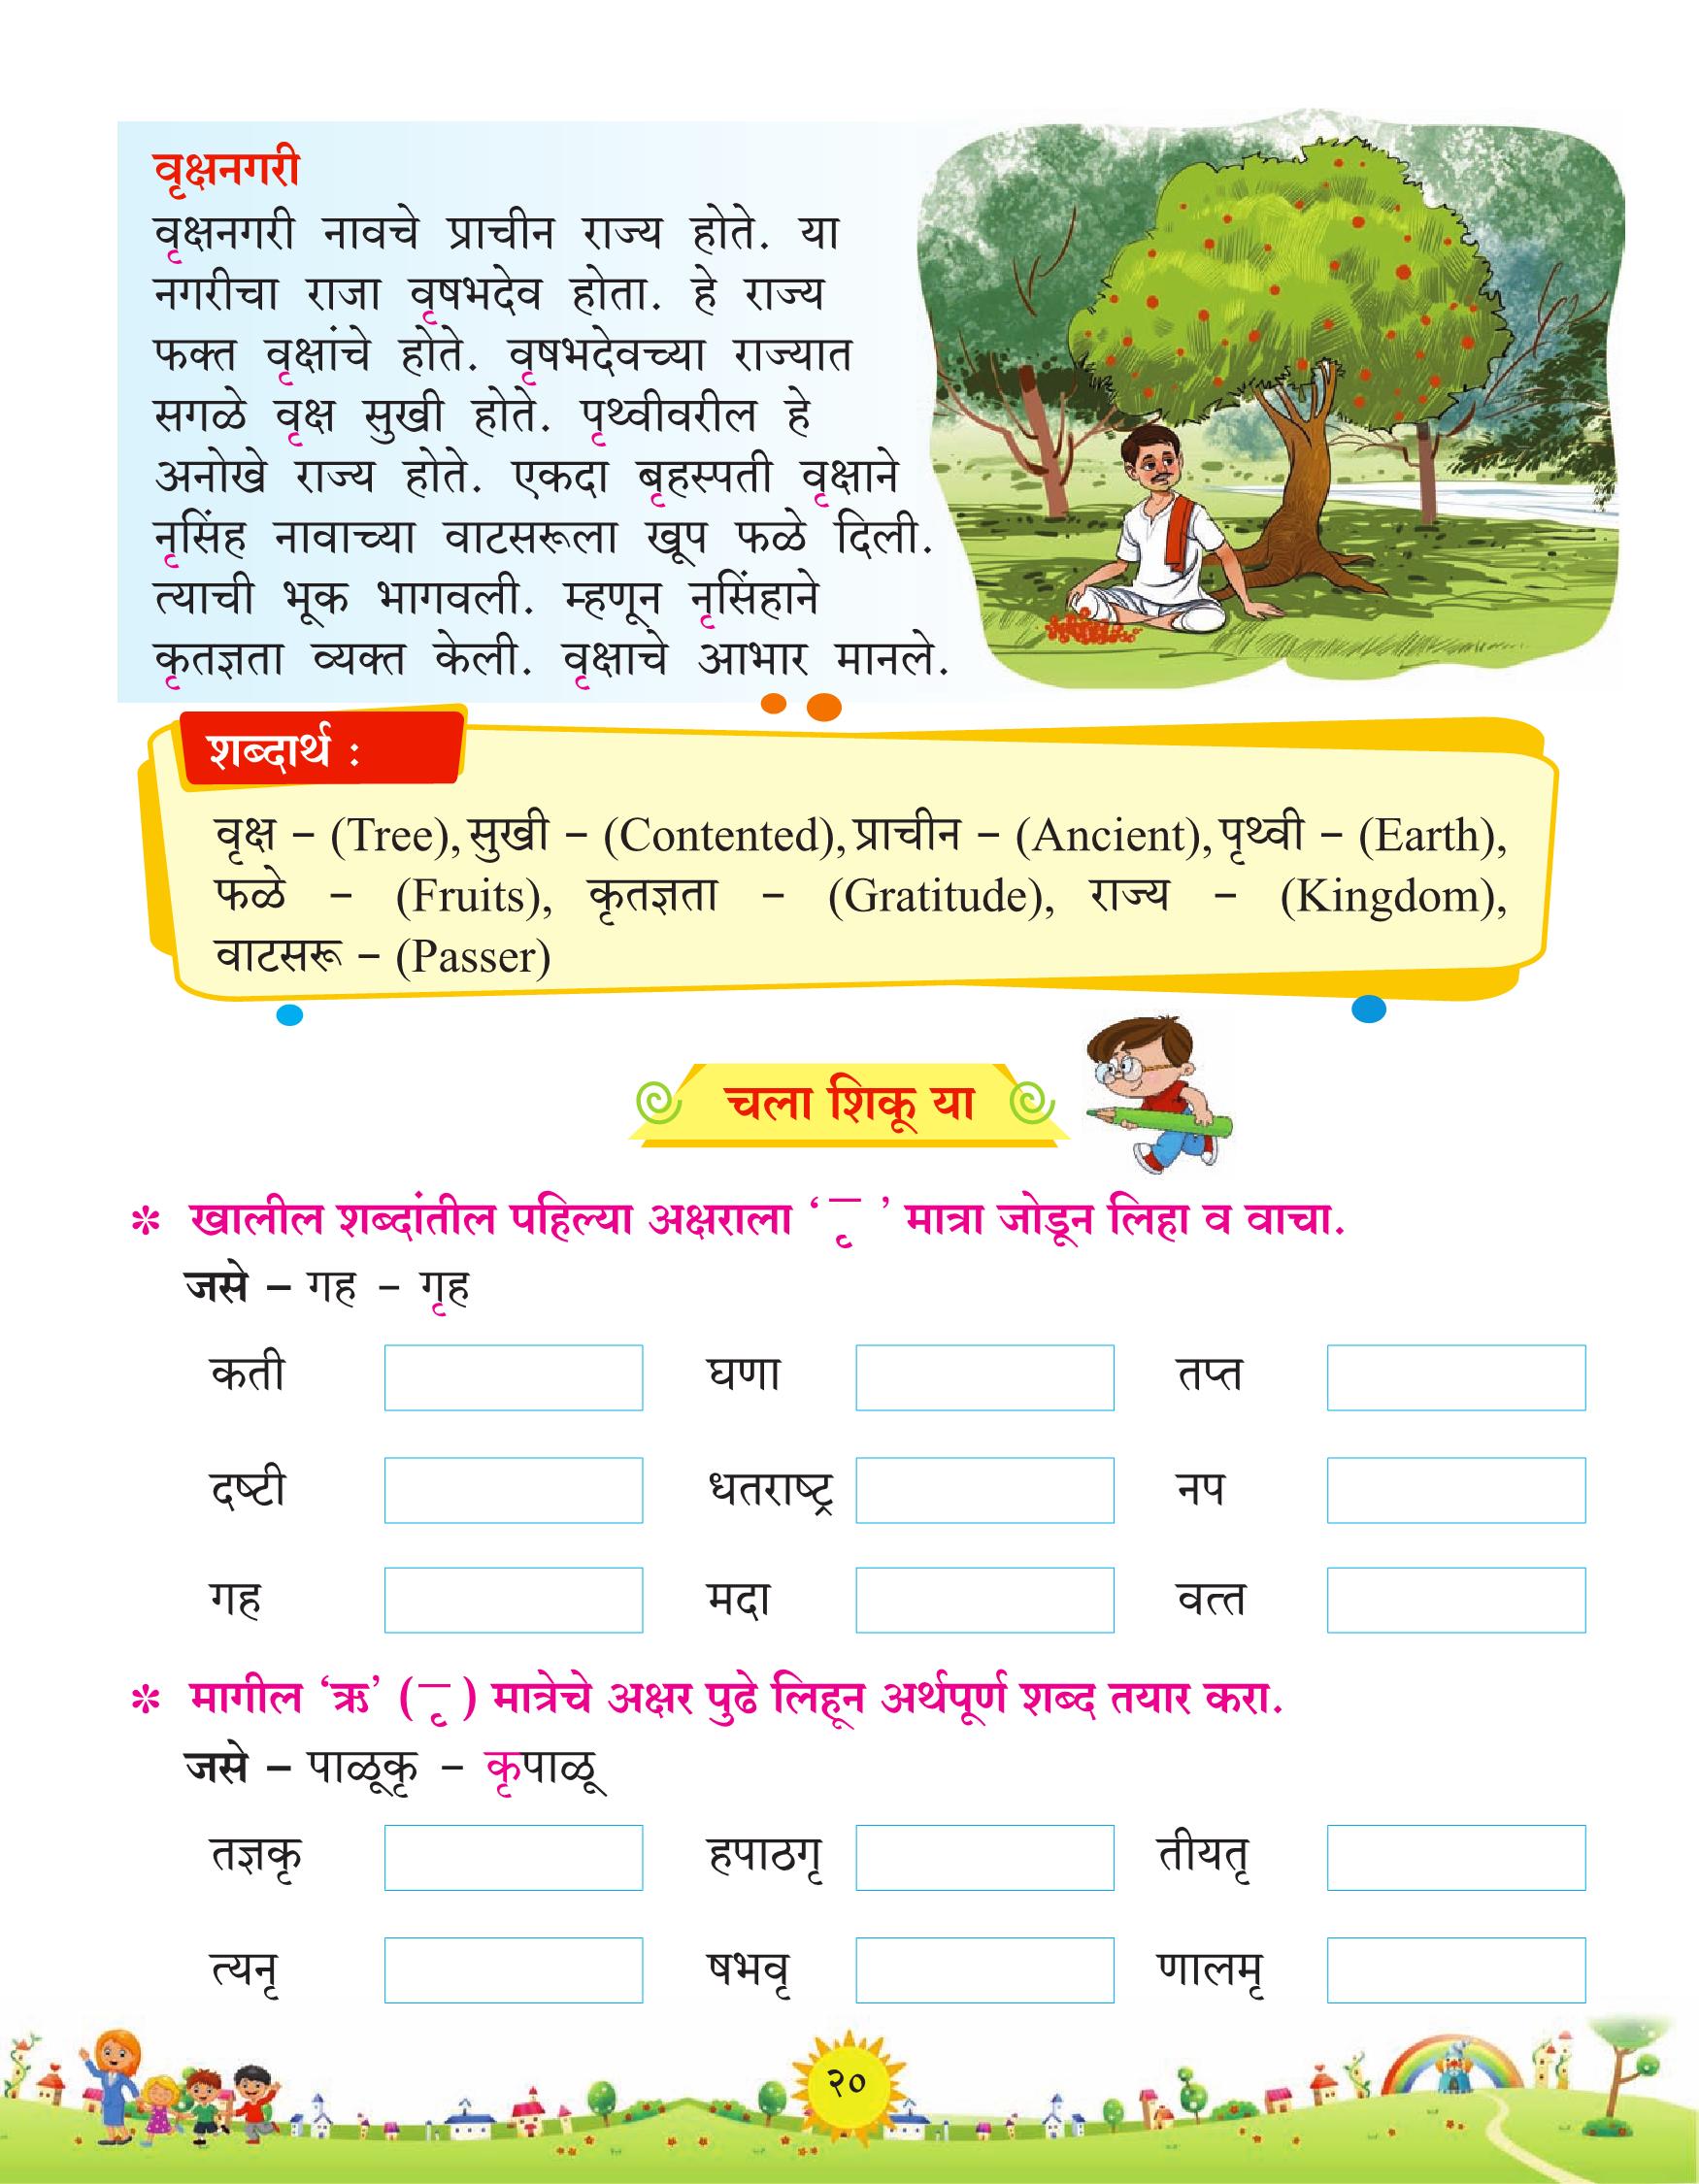 वृक्षनगरी
वृक्षनगरी नावचे प्राचीन राज्य होते. या
नगरीचा राजा वृषभदेव होता. हे राज्य
फक्त वृक्षांचे होते. वृषभदेवच्या राज्यात
सगळे वृक्ष सुखी होते. पृथ्वीवरील हे
अनोखे राज्य होते. एकदा बृहस्पती वृक्षाने
नृसिंह नावाच्या वाटसरूला खूप फळे दिली.
त्याची भूक भागवली. म्हणून नृसिंहाने
कृतज्ञता व्यक्त केली. वृक्षाचे आभार मानले.
शब्दार्थ :
वृक्ष – (Tree), सुखी – (Contented), प्राचीन – (Ancient), पृथ्वी – (Earth),
फळे – (Fruits), कृतज्ञता – (Gratitude), राज्य – (Kingdom),
वाटसरू – (Passer)
चला शिकू या
* खालील शब्दांतील पहिल्या अक्षराला ‘ ¯ृ ’ मात्रा जोडून लिहा व वाचा.
जसे – गह – गृह
कती घणा तप्त
दष्टी धतराष्ट्र नप
गह मदा वत्त
* मागील ‘ऋ’ ( ¯ृ ) मात्रेचे अक्षर पुढे लिहून अर्थपूर्ण शब्द तयार करा.
जसे – पाळूकृ – कृपाळू
तज्ञकृ हपाठगृ तीयतृ
त्यनृ षभवृ णालमृ
२०